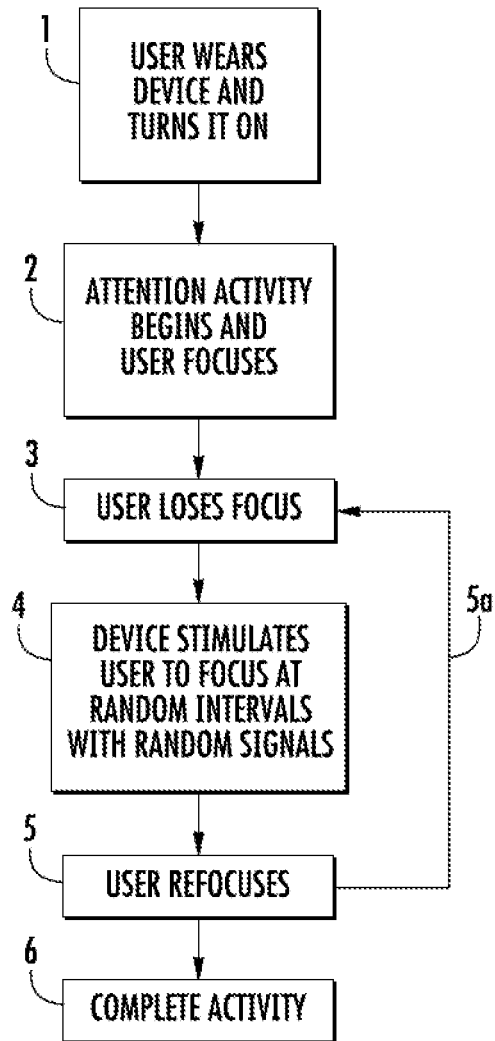 1
USER WEARS
DEVICE AND
TURNS IT ON
2
ATTENTION ACTIVITY
BEGINS AND
USER FOCUSES
3
USER LOSES FOCUS
4
DEVICE STIMULATES
USER TO FOCUS AT
RANDOM INTERVALS
WITH RANDOM SIGNALS
5a
5
USER REFOCUSES
6
COMPLETE ACTIVITY